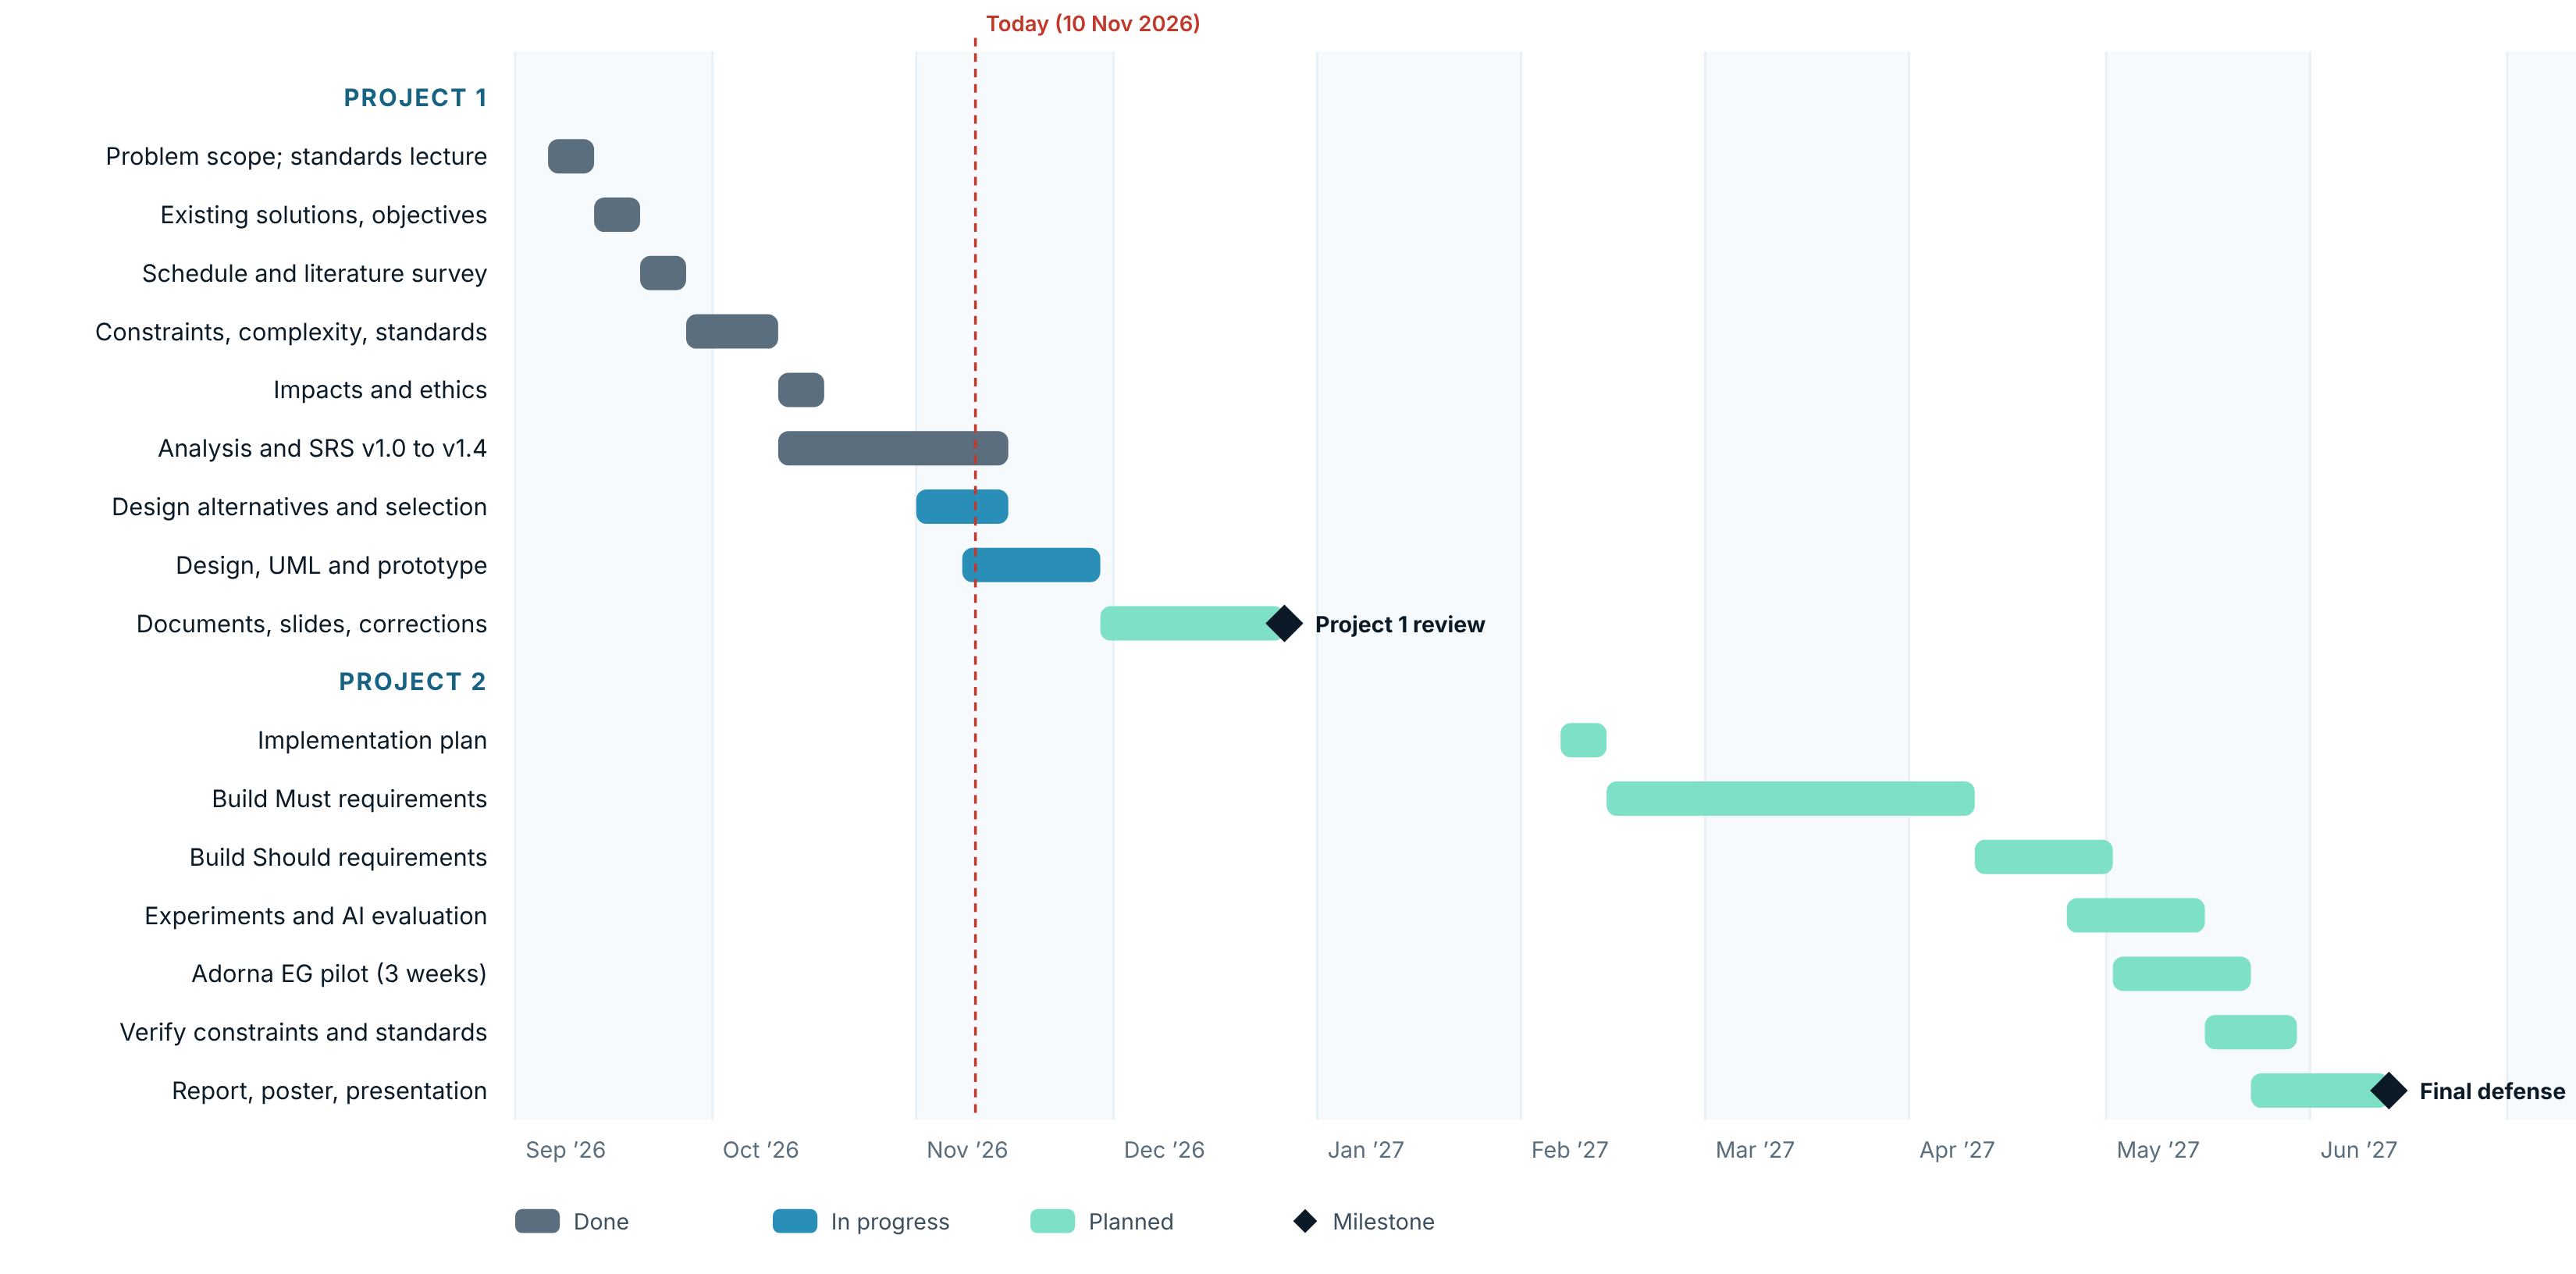 Today (10 Nov 2026)
PROJECT 1
Problem scope; standards lecture
Existing solutions, objectives
Schedule and literature survey
Constraints, complexity, standards
Impacts and ethics
Analysis and SRS v1.0 to v1.4
Design alternatives and selection
Design, UML and prototype
Documents, slides, corrections
Project 1 review
PROJECT 2
Implementation plan
Build Must requirements
Build Should requirements
Experiments and AI evaluation
Adorna EG pilot (3 weeks)
Verify constraints and standards
Report, poster, presentation
Final defense
Sep ’26 Oct ’26 Nov ’26 Dec ’26 Jan ’27 Feb ’27 Mar ’27 Apr ’27 May ’27 Jun ’27
Done In progress Planned Milestone